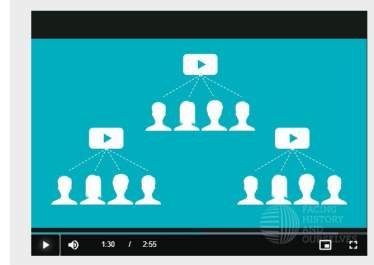 FACING
HISTORY
AND
OURSELVES
1:30 / 2:55